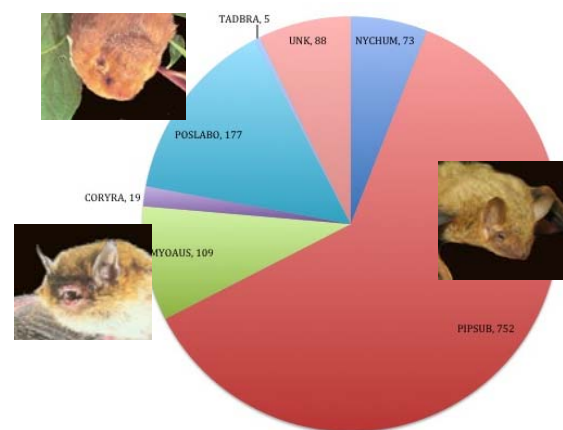 TADBRA, 5
UNK, 88
NYCHUM, 73
POSLABO, 177
CORYRA, 19
MYOAUS, 109
PIPSUB, 752